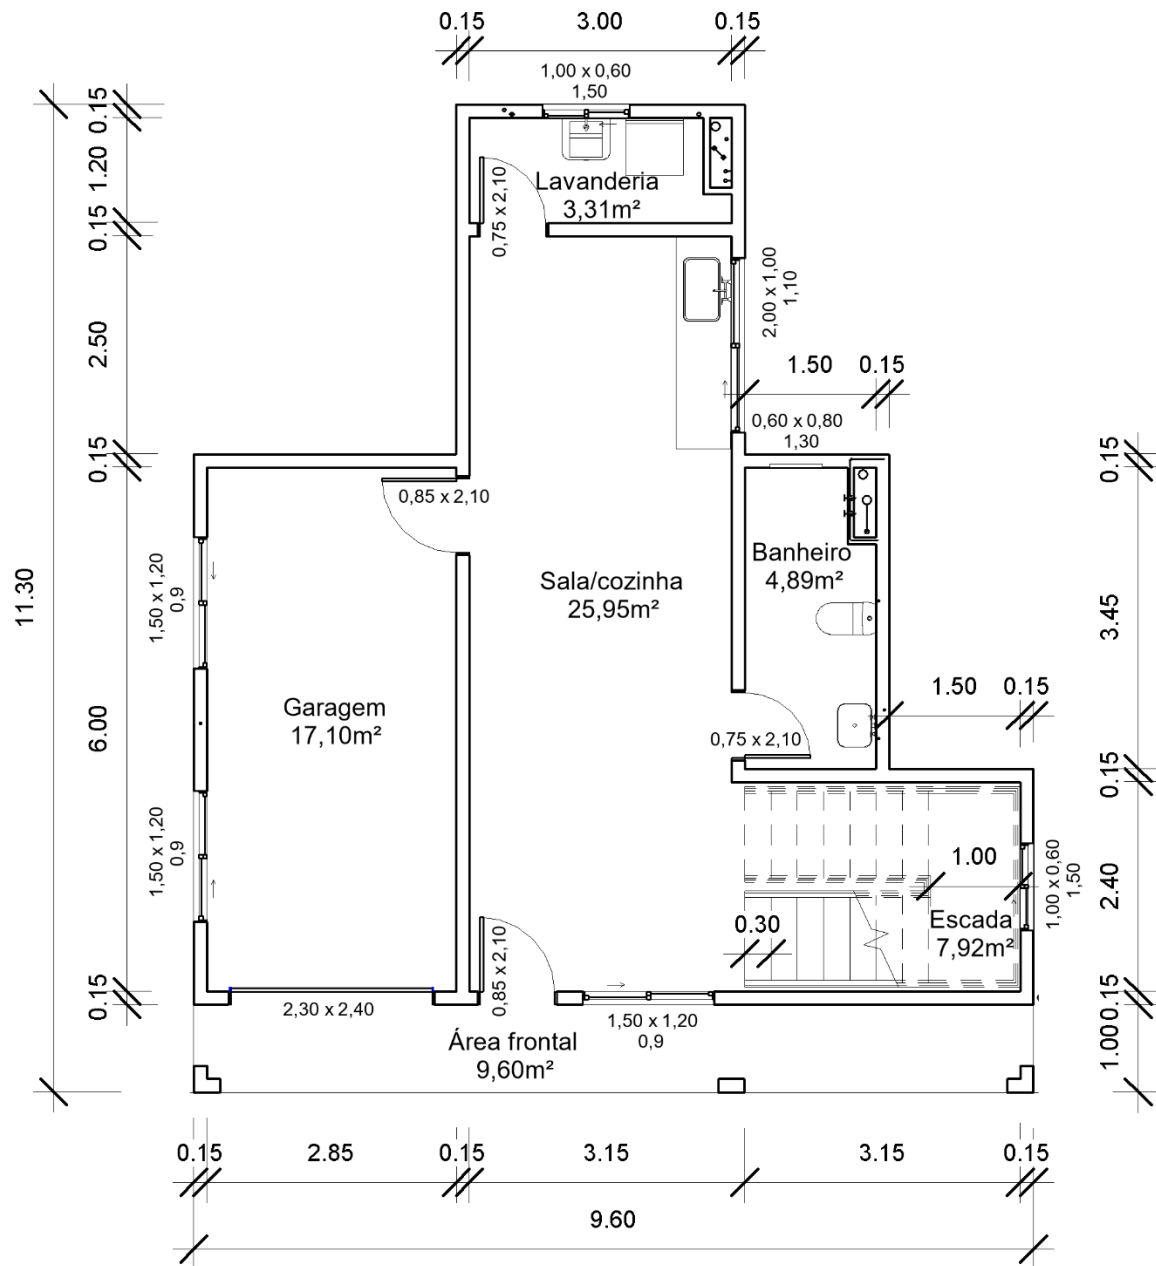 0.15 3.00 0.15
1,00 x 0,60
1,50
0.15
1.20
0.15
2.50
0.15
6.00
0.15
11.30
Lavanderia
3,31m²
0,75 x 2,10
2,00 x 1,00
1,10
1.50 0.15
0,60 x 0,80
1,30
0,85 x 2,10
Banheiro
4,89m²
Sala/cozinha
25,95m²
1,50 x 1,20
0,9
Garagem
17,10m²
0,75 x 2,10
1.50 0.15
0.15
3.45
0.15
2.40
0.15
1.00
1,50 x 1,20
0,9
1.00
0.30
Escada
7,92m²
1,00 x 0,60
1,50
0,85 x 2,10
2,30 x 2,40
1,50 x 1,20
0,9
Área frontal
9,60m²
0.15 2.85 0.15 3.15 3.15 0.15
9.60